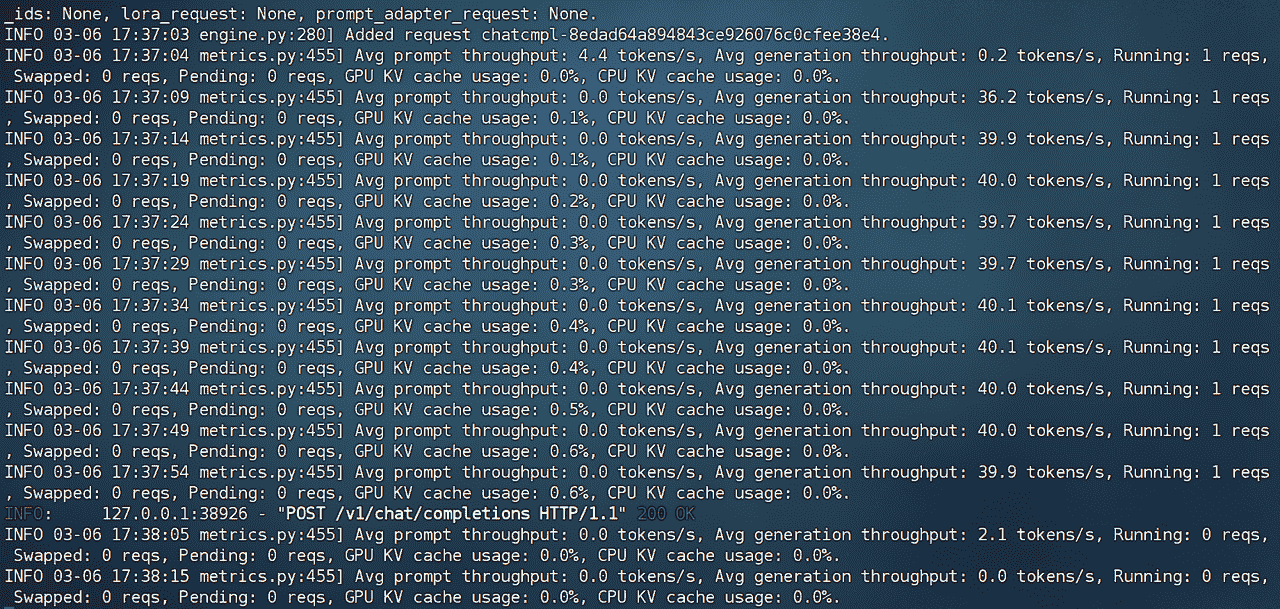 _ids: None, lora_request: None, prompt_adapter_request: None.
INFO 03-06 17:37:03 engine.py:280] Added request chatcmpl-8edad64a894843ce926076c0cfee38e4.
INFO 03-06 17:37:04 metrics.py:455] Avg prompt throughput: 4.4 tokens/s, Avg generation throughput: 0.2 tokens/s, Running: 1 reqs,
 Swapped: 0 reqs, Pending: 0 reqs, GPU KV cache usage: 0.0%, CPU KV cache usage: 0.0%.
INFO 03-06 17:37:09 metrics.py:455] Avg prompt throughput: 0.0 tokens/s, Avg generation throughput: 36.2 tokens/s, Running: 1 reqs
, Swapped: 0 reqs, Pending: 0 reqs, GPU KV cache usage: 0.1%, CPU KV cache usage: 0.0%.
INFO 03-06 17:37:14 metrics.py:455] Avg prompt throughput: 0.0 tokens/s, Avg generation throughput: 39.9 tokens/s, Running: 1 reqs
, Swapped: 0 reqs, Pending: 0 reqs, GPU KV cache usage: 0.1%, CPU KV cache usage: 0.0%.
INFO 03-06 17:37:19 metrics.py:455] Avg prompt throughput: 0.0 tokens/s, Avg generation throughput: 40.0 tokens/s, Running: 1 reqs
, Swapped: 0 reqs, Pending: 0 reqs, GPU KV cache usage: 0.2%, CPU KV cache usage: 0.0%.
INFO 03-06 17:37:24 metrics.py:455] Avg prompt throughput: 0.0 tokens/s, Avg generation throughput: 39.7 tokens/s, Running: 1 reqs
, Swapped: 0 reqs, Pending: 0 reqs, GPU KV cache usage: 0.3%, CPU KV cache usage: 0.0%.
INFO 03-06 17:37:29 metrics.py:455] Avg prompt throughput: 0.0 tokens/s, Avg generation throughput: 39.7 tokens/s, Running: 1 reqs
, Swapped: 0 reqs, Pending: 0 reqs, GPU KV cache usage: 0.3%, CPU KV cache usage: 0.0%.
INFO 03-06 17:37:34 metrics.py:455] Avg prompt throughput: 0.0 tokens/s, Avg generation throughput: 40.1 tokens/s, Running: 1 reqs
, Swapped: 0 reqs, Pending: 0 reqs, GPU KV cache usage: 0.4%, CPU KV cache usage: 0.0%.
INFO 03-06 17:37:39 metrics.py:455] Avg prompt throughput: 0.0 tokens/s, Avg generation throughput: 40.1 tokens/s, Running: 1 reqs
, Swapped: 0 reqs, Pending: 0 reqs, GPU KV cache usage: 0.4%, CPU KV cache usage: 0.0%.
INFO 03-06 17:37:44 metrics.py:455] Avg prompt throughput: 0.0 tokens/s, Avg generation throughput: 40.0 tokens/s, Running: 1 reqs
, Swapped: 0 reqs, Pending: 0 reqs, GPU KV cache usage: 0.5%, CPU KV cache usage: 0.0%.
INFO 03-06 17:37:49 metrics.py:455] Avg prompt throughput: 0.0 tokens/s, Avg generation throughput: 40.0 tokens/s, Running: 1 reqs
, Swapped: 0 reqs, Pending: 0 reqs, GPU KV cache usage: 0.6%, CPU KV cache usage: 0.0%.
INFO 03-06 17:37:54 metrics.py:455] Avg prompt throughput: 0.0 tokens/s, Avg generation throughput: 39.9 tokens/s, Running: 1 reqs
, Swapped: 0 reqs, Pending: 0 reqs, GPU KV cache usage: 0.6%, CPU KV cache usage: 0.0%.
INFO:     127.0.0.1:38926 - "POST /v1/chat/completions HTTP/1.1" 200 OK
INFO 03-06 17:38:05 metrics.py:455] Avg prompt throughput: 0.0 tokens/s, Avg generation throughput: 2.1 tokens/s, Running: 0 reqs,
 Swapped: 0 reqs, Pending: 0 reqs, GPU KV cache usage: 0.0%, CPU KV cache usage: 0.0%.
INFO 03-06 17:38:15 metrics.py:455] Avg prompt throughput: 0.0 tokens/s, Avg generation throughput: 0.0 tokens/s, Running: 0 reqs,
 Swapped: 0 reqs, Pending: 0 reqs, GPU KV cache usage: 0.0%, CPU KV cache usage: 0.0%.